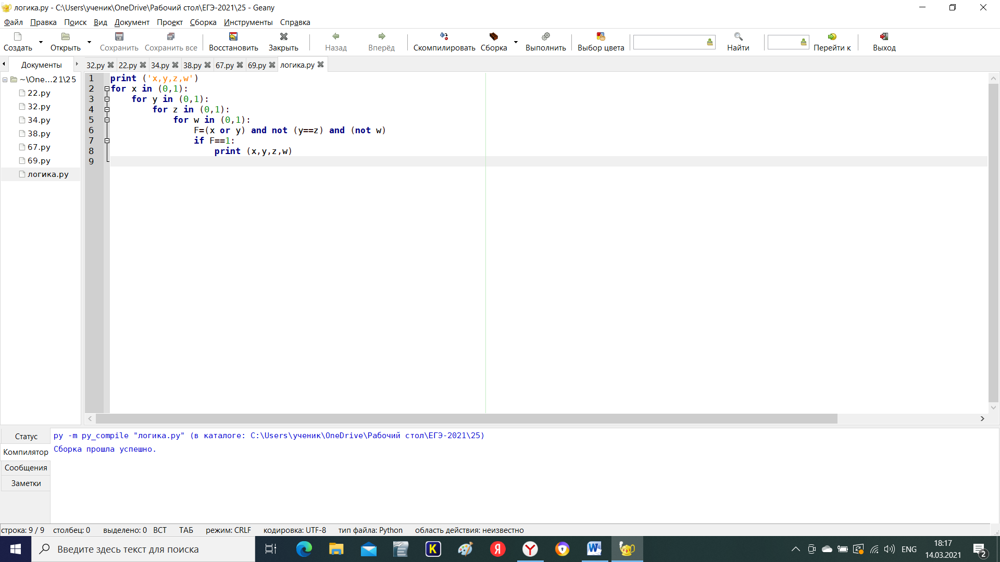 логика.py - C:\Users\ученик\OneDrive\Рабочий стол\ЕГЭ-2021\25 - Geany
Файл Правка Поиск Вид Документ Проект Сборка Инструменты Справка
Создать Открыть Сохранить Сохранить все Восстановить Закрыть Назад Вперёд Скомпилировать Сборка Выполнить Выбор цвета Найти Перейти к Выход
Документы 32.py 22.py 34.py 38.py 67.py 69.py логика.py
~\One...21\25
22.py
32.py
34.py
38.py
67.py
69.py
логика.py
1 print ('x,y,z,w')
2 for x in (0,1):
3     for y in (0,1):
4         for z in (0,1):
5             for w in (0,1):
6                 F=(x or y) and not (y==z) and (not w)
7                 if F==1:
8                     print (x,y,z,w)
9
Статус
Компилятор
Сообщения
Заметки
py -m py_compile "логика.py" (в каталоге: C:\Users\ученик\OneDrive\Рабочий стол\ЕГЭ-2021\25)
Сборка прошла успешно.
строка: 9 / 9 столбец: 0 выделено: 0 ВСТ ТАБ режим: CRLF кодировка: UTF-8 тип файла: Python область действия: неизвестно
Введите здесь текст для поиска
K
Я
Y
W
ENG
18:17
14.03.2021
2